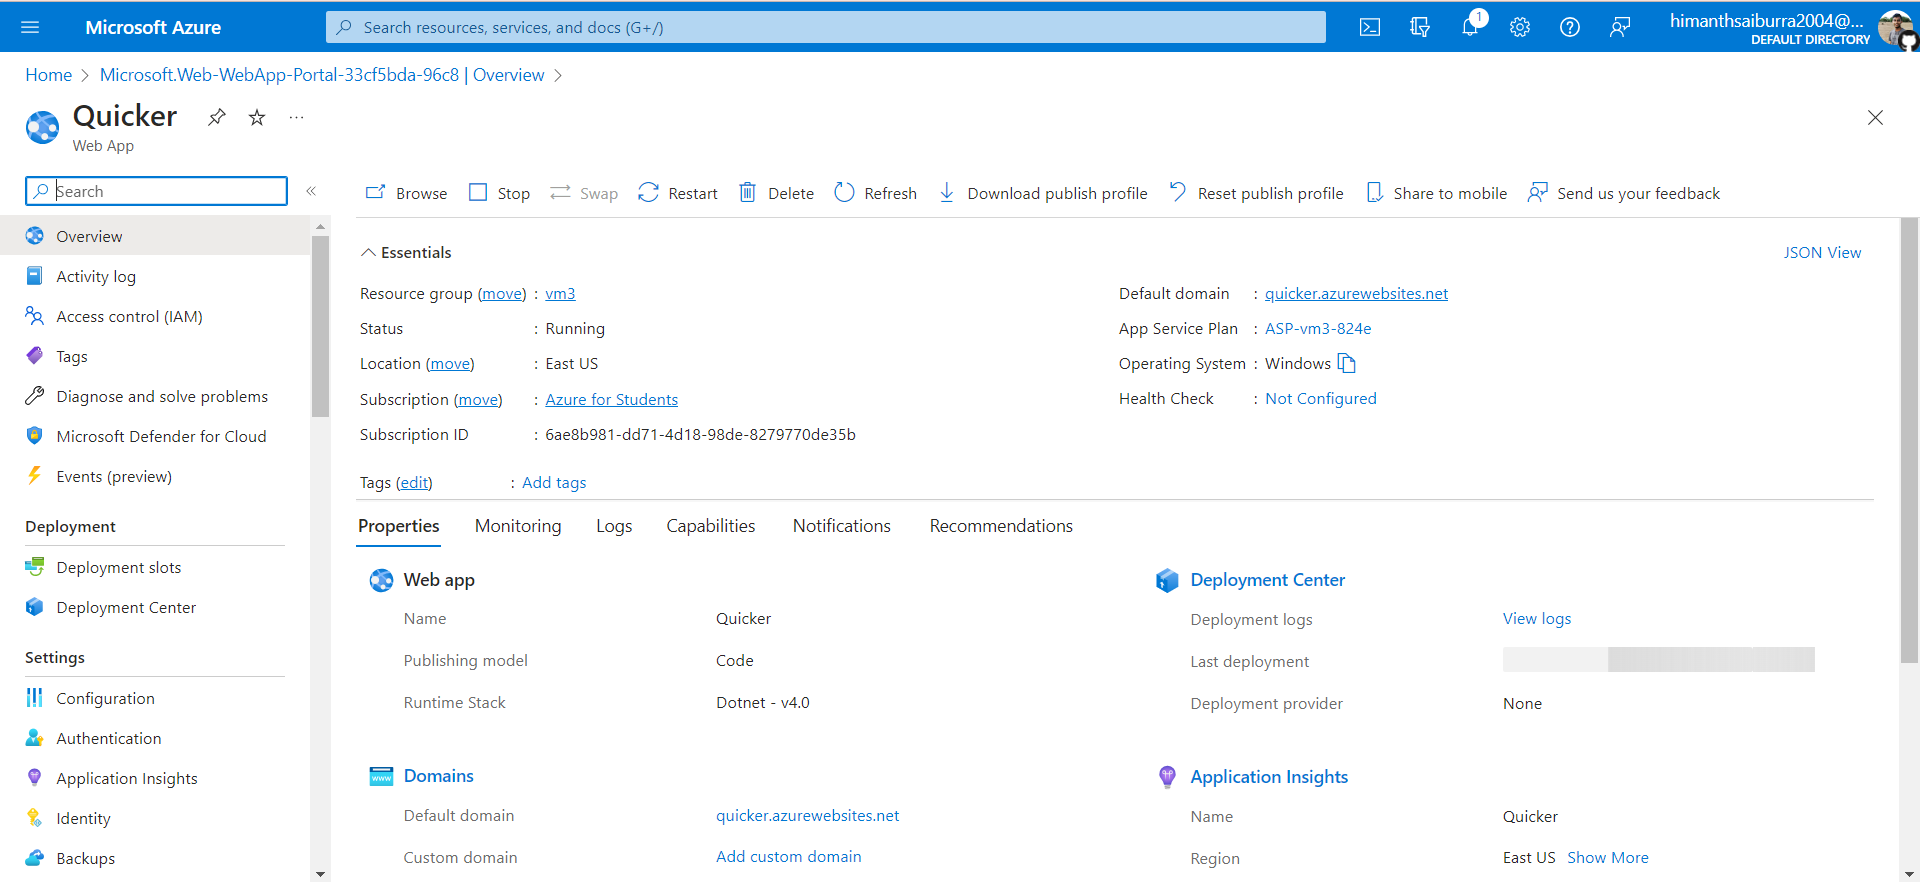 Microsoft Azure
Search resources, services, and docs (G+/)
1
himanthsaiburra2004@...
DEFAULT DIRECTORY
Home > Microsoft.Web-WebApp-Portal-33cf5bda-96c8 | Overview >
Quicker
Web App
Search
«
Browse
Stop
Swap
Restart
Delete
Refresh
Download publish profile
Reset publish profile
Share to mobile
Send us your feedback
Overview
Activity log
Access control (IAM)
Tags
Diagnose and solve problems
Microsoft Defender for Cloud
Events (preview)
Deployment
Deployment slots
Deployment Center
Settings
Configuration
Authentication
Application Insights
Identity
Backups
Essentials
JSON View
Resource group (move) : vm3
Status : Running
Location (move) : East US
Subscription (move) : Azure for Students
Subscription ID : 6ae8b981-dd71-4d18-98de-8279770de35b
Default domain : quicker.azurewebsites.net
App Service Plan : ASP-vm3-824e
Operating System : Windows
Health Check : Not Configured
Tags (edit) : Add tags
Properties
Monitoring
Logs
Capabilities
Notifications
Recommendations
Web app
Name Quicker
Publishing model Code
Runtime Stack Dotnet - v4.0
Deployment Center
Deployment logs View logs
Last deployment
Deployment provider None
www
Domains
Default domain quicker.azurewebsites.net
Custom domain Add custom domain
Application Insights
Name Quicker
Region East US Show More